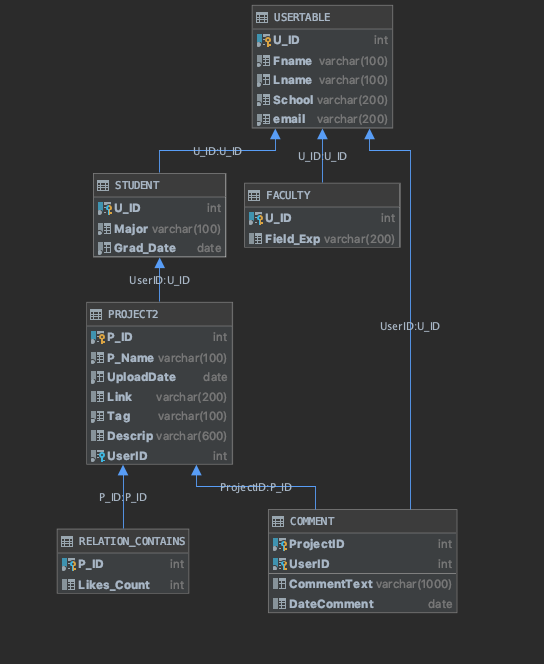 USERTABLE
U_ID int
Fname varchar(100)
Lname varchar(100)
School varchar(200)
email varchar(200)
U_ID:U_ID
U_ID:U_ID
STUDENT
U_ID int
Major varchar(100)
Grad_Date date
FACULTY
U_ID int
Field_Exp varchar(200)
UserID:U_ID
PROJECT2
P_ID int
P_Name varchar(100)
UploadDate date
Link varchar(200)
Tag varchar(100)
Descrip varchar(600)
UserID int
UserID:U_ID
P_ID:P_ID
ProjectID:P_ID
RELATION_CONTAINS
P_ID int
Likes_Count int
COMMENT
ProjectID int
UserID int
CommentText varchar(1000)
DateComment date